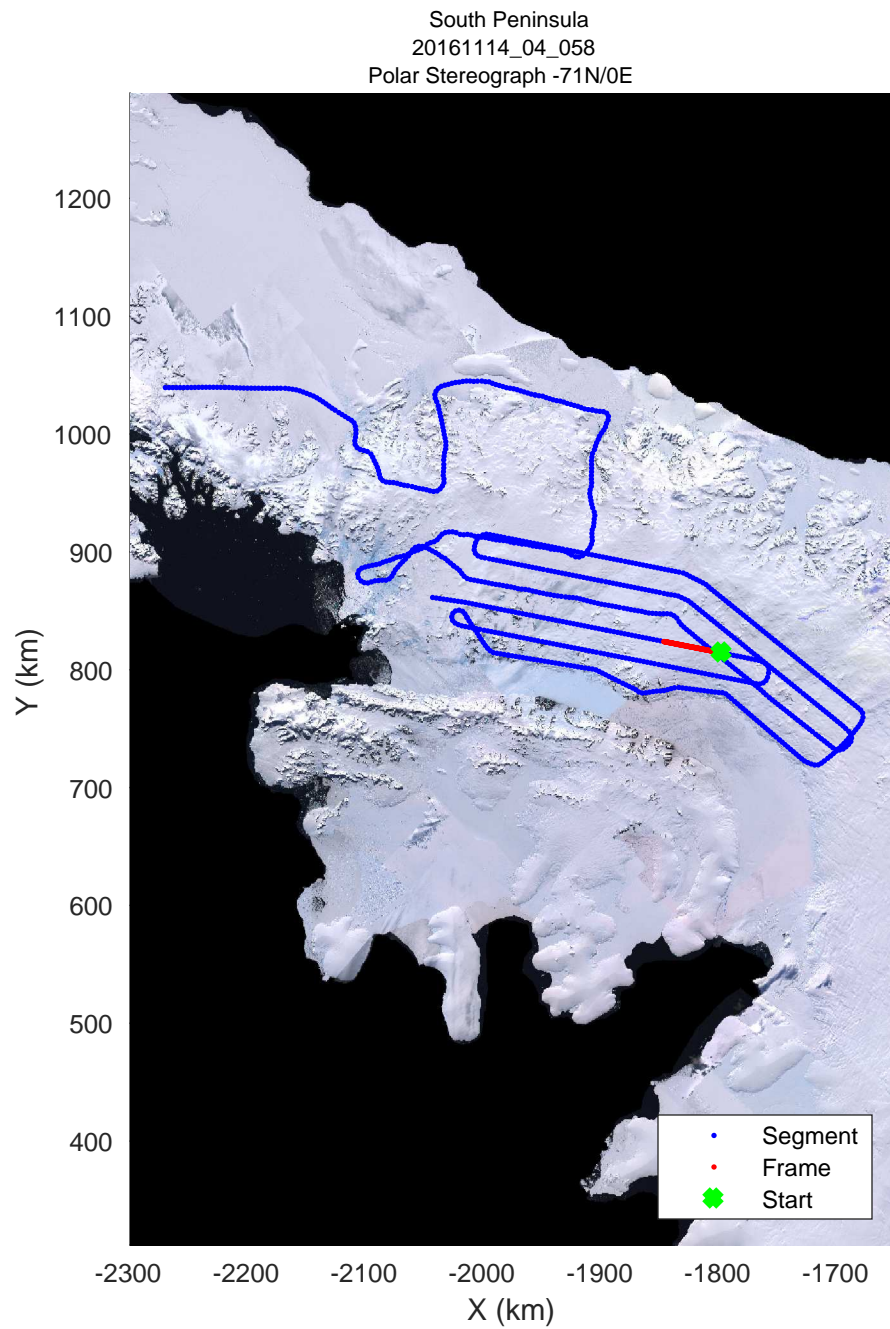 South Peninsula
20161114_04_058
Polar Stereograph -71N/0E
1200
1100
1000
900
800
700
600
500
400
Y (km)
Segment
Frame
Start
-2300 -2200 -2100 -2000 -1900 -1800 -1700
X (km)